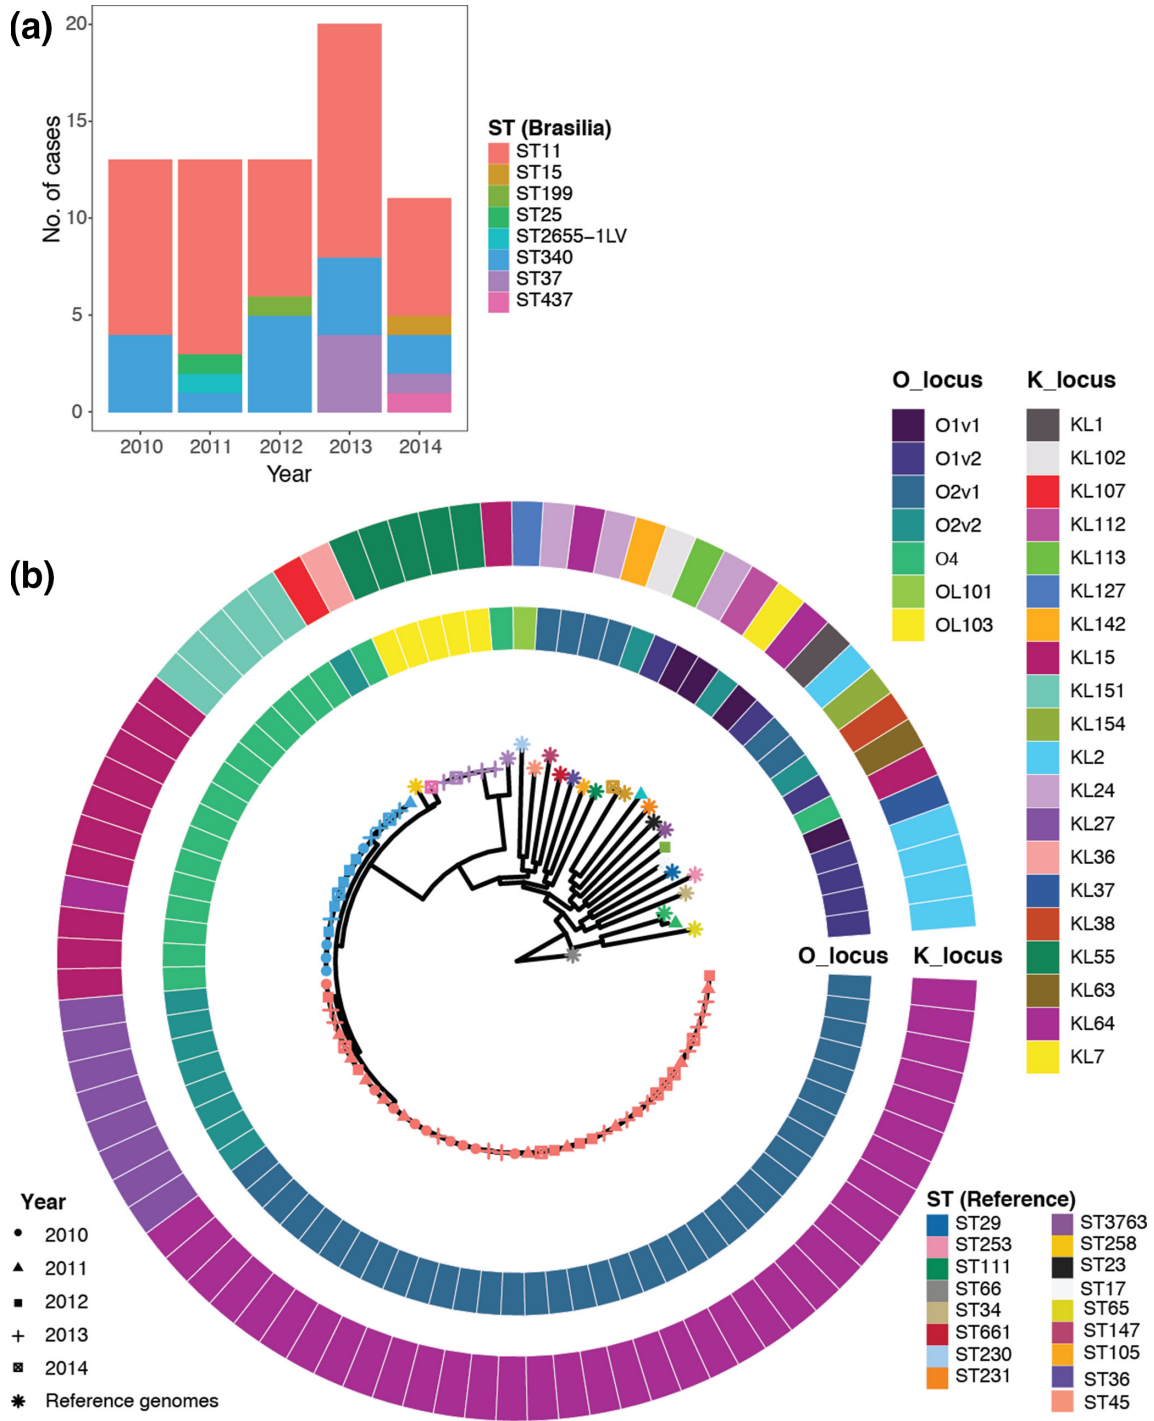 (a)
No. of cases
20
15
10
5
0
2010 2011 2012 2013 2014
Year
ST (Brasilia)
ST11
ST15
ST199
ST25
ST2655−1LV
ST340
ST37
ST437
(b)
O_locus
O1v1
O1v2
O2v1
O2v2
O4
OL101
OL103
K_locus
KL1
KL102
KL107
KL112
KL113
KL127
KL142
KL15
KL151
KL154
KL2
KL24
KL27
KL36
KL37
KL38
KL55
KL63
KL64
KL7
O_locus K_locus
Year
2010
2011
2012
2013
2014
Reference genomes
ST (Reference)
ST29
ST253
ST111
ST66
ST34
ST661
ST230
ST231
ST3763
ST258
ST23
ST17
ST65
ST147
ST105
ST36
ST45